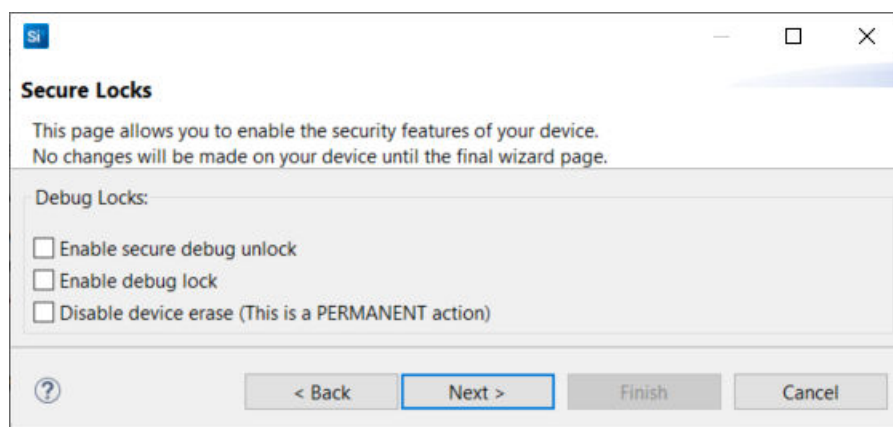 Si
Secure Locks
This page allows you to enable the security features of your device.
No changes will be made on your device until the final wizard page.
Debug Locks:
Enable secure debug unlock
Enable debug lock
Disable device erase (This is a PERMANENT action)
?
< Back Next > Finish Cancel